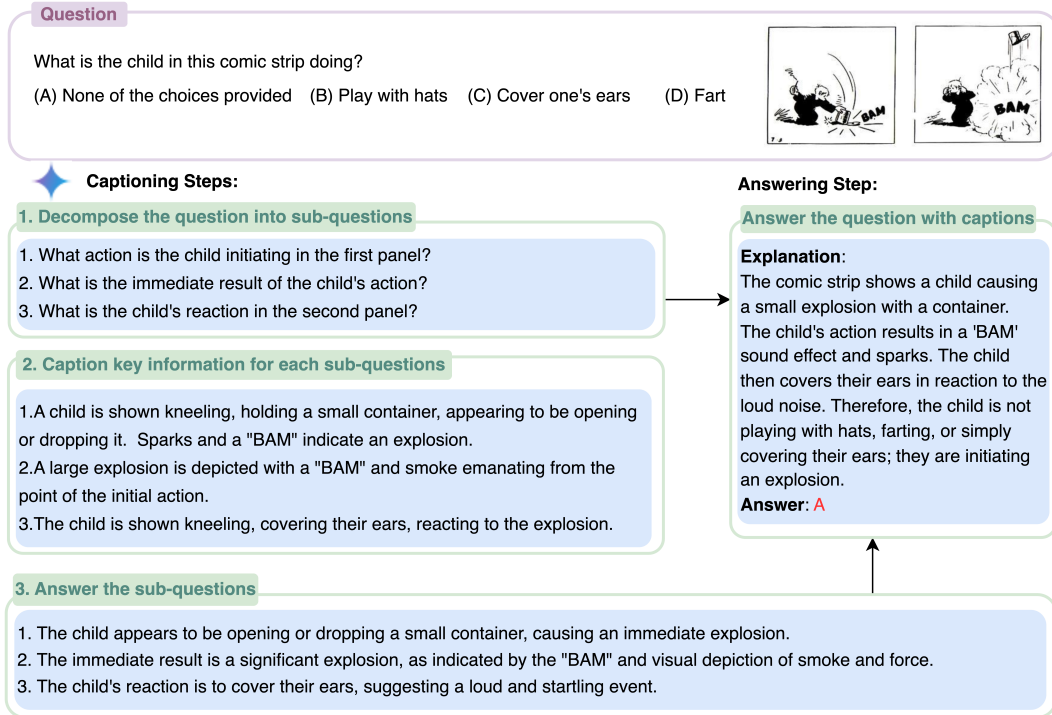 Question
What is the child in this comic strip doing?
(A) None of the choices provided (B) Play with hats (C) Cover one's ears (D) Fart
BAM
7-3
BAM
Captioning Steps:
1. Decompose the question into sub-questions
1. What action is the child initiating in the first panel?
2. What is the immediate result of the child's action?
3. What is the child's reaction in the second panel?
2. Caption key information for each sub-questions
1.A child is shown kneeling, holding a small container, appearing to be opening
or dropping it. Sparks and a "BAM" indicate an explosion.
2.A large explosion is depicted with a "BAM" and smoke emanating from the
point of the initial action.
3.The child is shown kneeling, covering their ears, reacting to the explosion.
3. Answer the sub-questions
1. The child appears to be opening or dropping a small container, causing an immediate explosion.
2. The immediate result is a significant explosion, as indicated by the "BAM" and visual depiction of smoke and force.
3. The child's reaction is to cover their ears, suggesting a loud and startling event.
Answering Step:
Answer the question with captions
Explanation:
The comic strip shows a child causing
a small explosion with a container.
The child's action results in a 'BAM'
sound effect and sparks. The child
then covers their ears in reaction to the
loud noise. Therefore, the child is not
playing with hats, farting, or simply
covering their ears; they are initiating
an explosion.
Answer: A